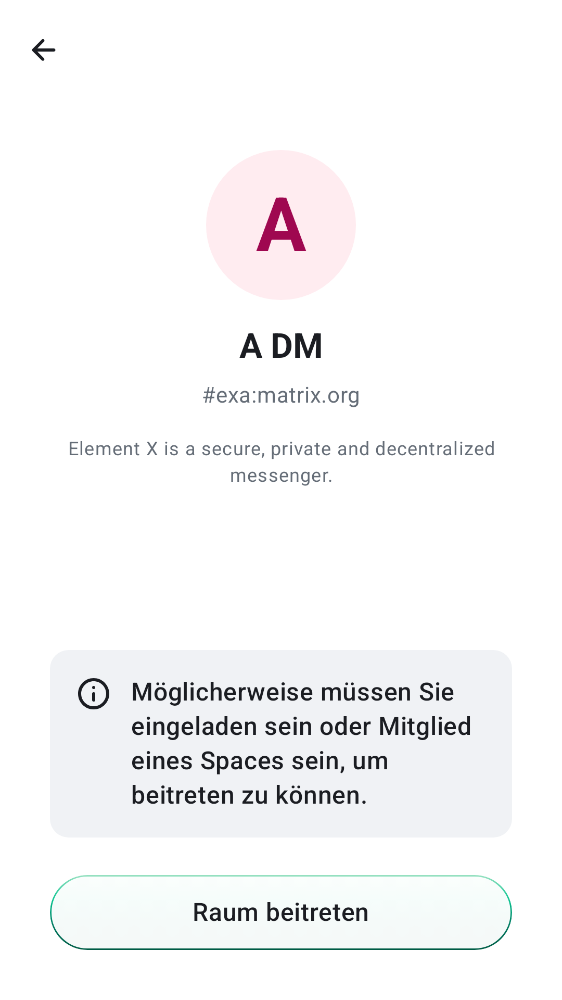 A
A DM
#exa:matrix.org
Element X is a secure, private and decentralized
messenger.
Möglicherweise müssen Sie
eingeladen sein oder Mitglied
eines Spaces sein, um
beitreten zu können.
Raum beitreten